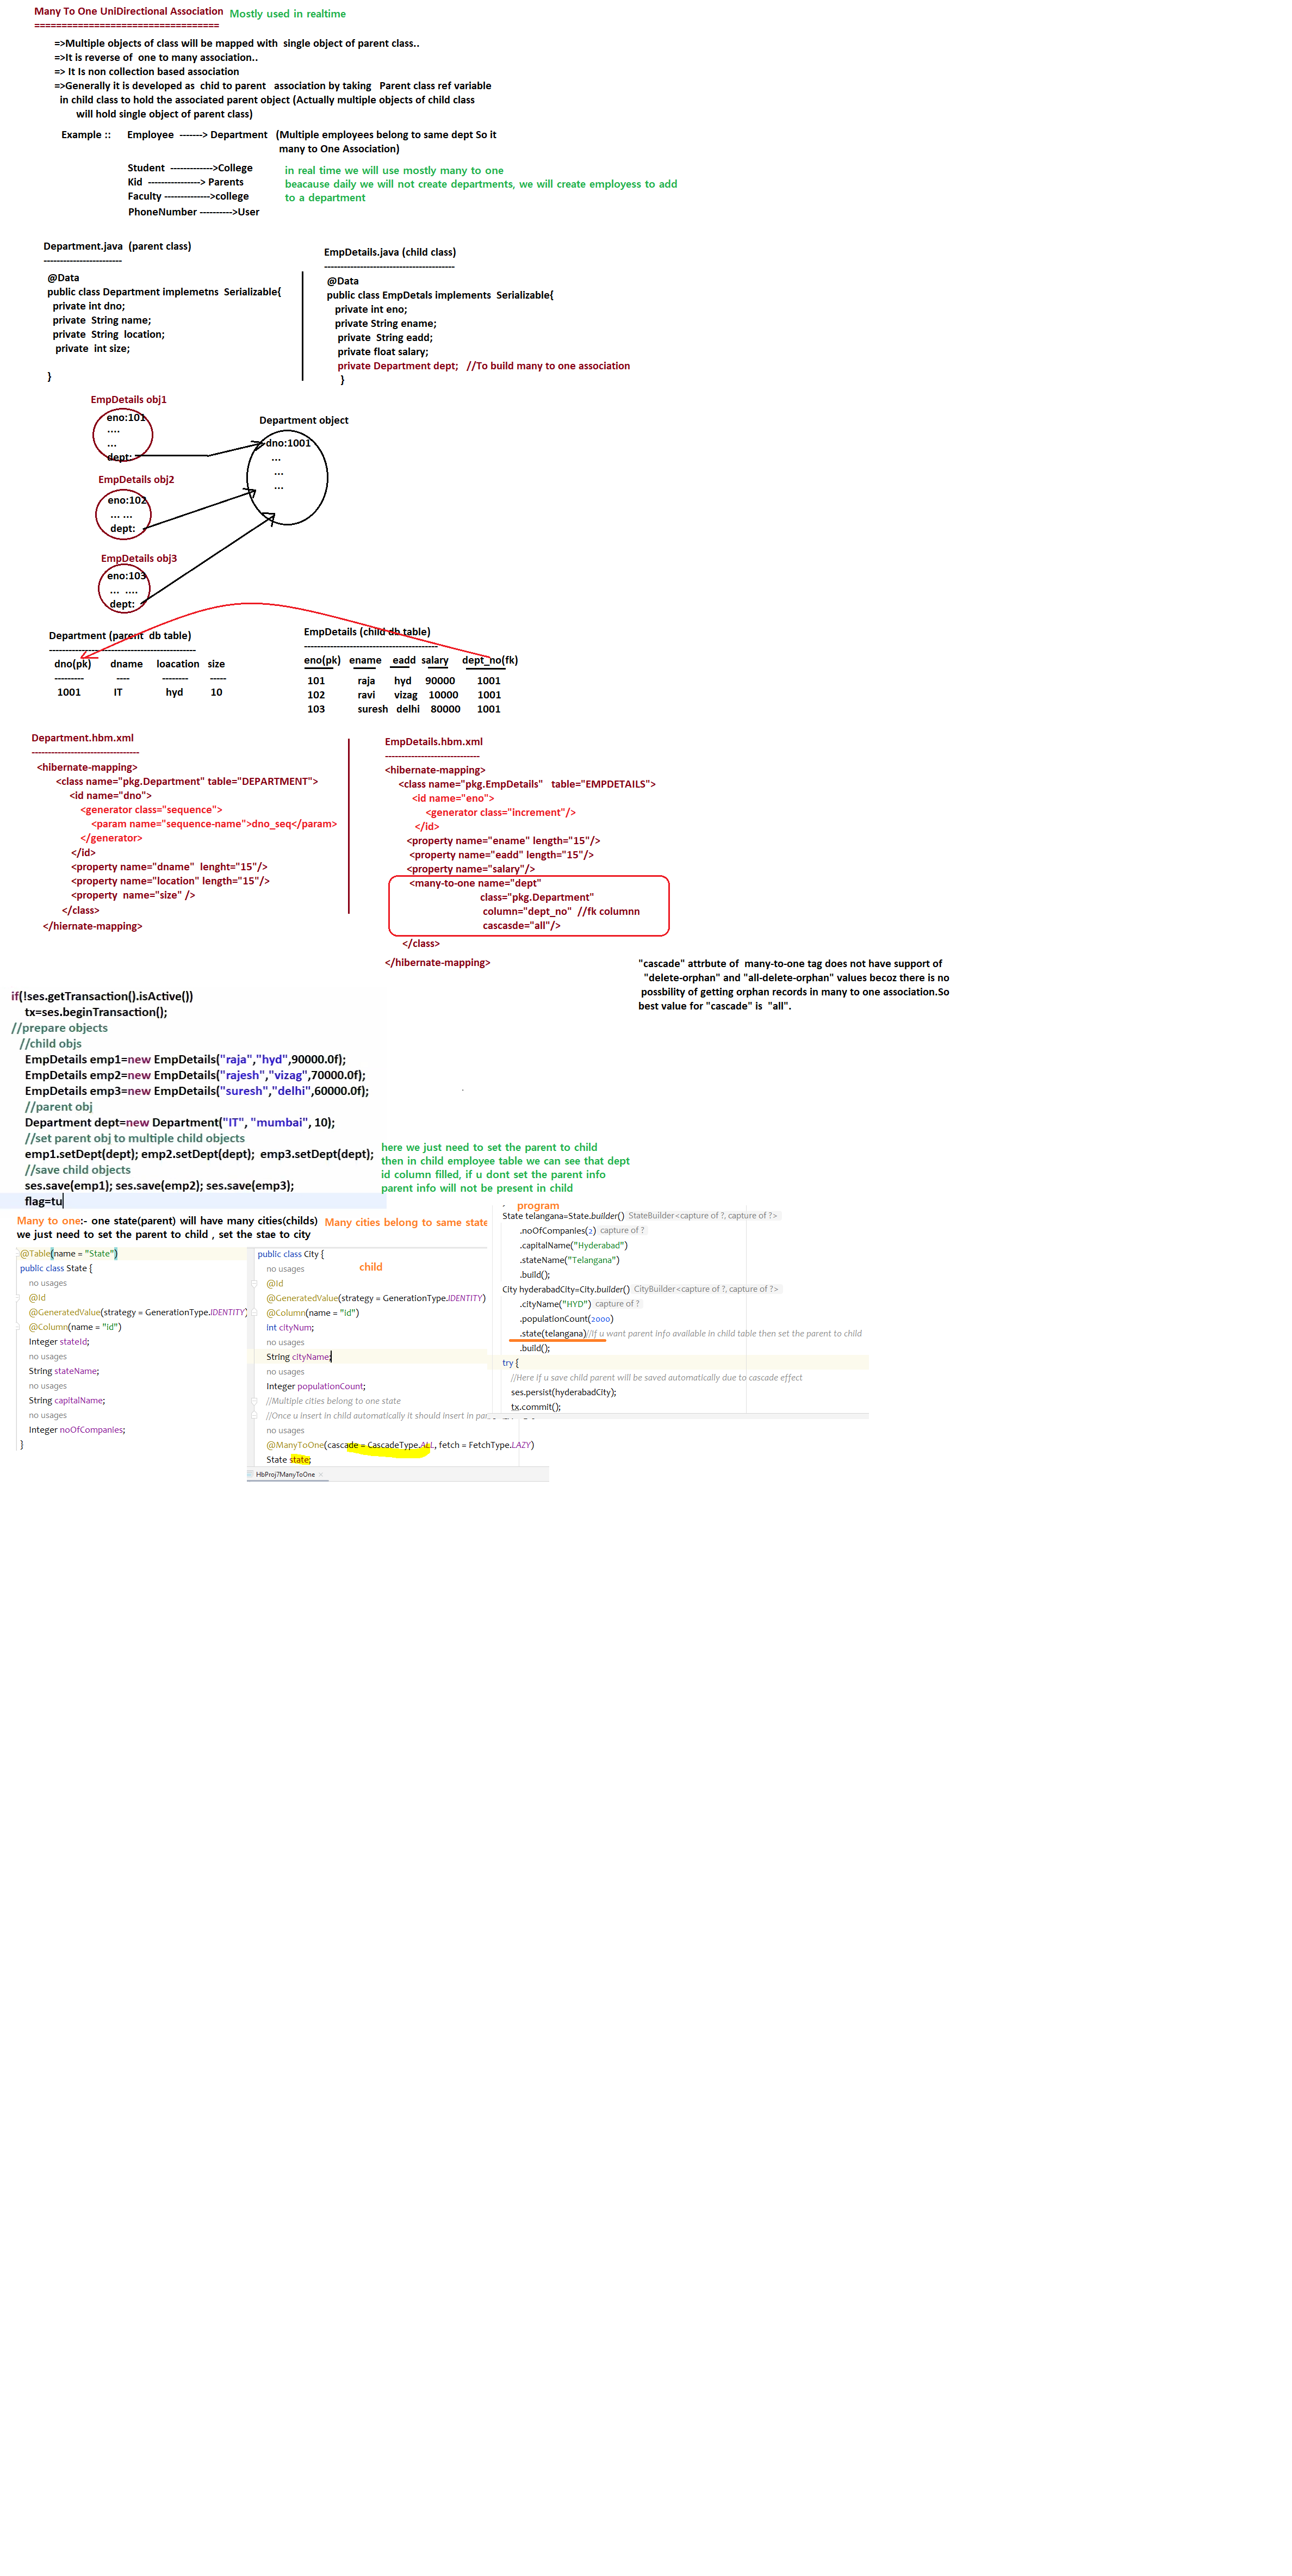 Many To One UniDirectional Association Mostly used in realtime
==================================
=>Multiple objects of class will be mapped with single object of parent class..
=>It is reverse of one to many association..
=> It Is non collection based association
=>Generally it is developed as chid to parent association by taking Parent class ref variable
in child class to hold the associated parent object (Actually multiple objects of child class
will hold single object of parent class)
Example :: Employee -------> Department (Multiple employees belong to same dept So it
many to One Association)
Student ------------->College
Kid ----------------> Parents
Faculty -------------->college
PhoneNumber ---------->User
in real time we will use mostly many to one
beacause daily we will not create departments, we will create employess to add
to a department
Department.java (parent class)
------------------------
@Data
public class Department implemetns Serializable{
private int dno;
private String name;
private String location;
private int size;
}
EmpDetails.java (child class)
----------------------------------------
@Data
public class EmpDetals implements Serializable{
private int eno;
private String ename;
private String eadd;
private float salary;
private Department dept; //To build many to one association
}
EmpDetails obj1
eno:101
....
...
dept:
EmpDetails obj2
eno:102
... ...
dept:
EmpDetails obj3
eno:103
... ....
dept:
Department object
dno:1001
...
...
...
Department (parent db table)
---------------------------------------------
dno(pk) dname loacation size
--------- ---- -------- -----
1001 IT hyd 10
EmpDetails (child db table)
-----------------------------------------
eno(pk) ename eadd salary dept_no(fk)
101 raja hyd 90000 1001
102 ravi vizag 10000 1001
103 suresh delhi 80000 1001
Department.hbm.xml
---------------------------------
<hibernate-mapping>
<class name="pkg.Department" table="DEPARTMENT">
<id name="dno">
<generator class="sequence">
<param name="sequence-name">dno_seq</param>
</generator>
</id>
<property name="dname" lenght="15"/>
<property name="location" length="15"/>
<property name="size" />
</class>
</hiernate-mapping>
EmpDetails.hbm.xml
-----------------------------
<hibernate-mapping>
<class name="pkg.EmpDetails" table="EMPDETAILS">
<id name="eno">
<generator class="increment"/>
</id>
<property name="ename" length="15"/>
<property name="eadd" length="15"/>
<property name="salary"/>
<many-to-one name="dept"
class="pkg.Department"
column="dept_no" //fk columnn
cascasde="all"/>
</class>
</hibernate-mapping>
"cascade" attrbute of many-to-one tag does not have support of
"delete-orphan" and "all-delete-orphan" values becoz there is no
possbility of getting orphan records in many to one association.So
best value for "cascade" is "all".
if(!ses.getTransaction().isActive())
tx=ses.beginTransaction();
//prepare objects
//child objs
EmpDetails emp1=new EmpDetails("raja","hyd",90000.0f);
EmpDetails emp2=new EmpDetails("rajesh","vizag",70000.0f);
EmpDetails emp3=new EmpDetails("suresh","delhi",60000.0f);
//parent obj
Department dept=new Department("IT", "mumbai", 10);
//set parent obj to multiple child objects
emp1.setDept(dept); emp2.setDept(dept); emp3.setDept(dept);
//save child objects
ses.save(emp1); ses.save(emp2); ses.save(emp3);
flag=tu
here we just need to set the parent to child
then in child employee table we can see that dept
id column filled, if u dont set the parent info
parent info will not be present in child
Many to one:- one state(parent) will have many cities(childs) Many cities belong to same state
we just need to set the parent to child , set the stae to city
@Table(name = "State")
public class State {
no usages
@Id
@GeneratedValue(strategy = GenerationType.IDENTITY)
@Column(name = "id")
Integer stateId;
no usages
String stateName;
no usages
String capitalName;
no usages
Integer noOfCompanies;
}
public class City {
no usages
child
@Id
@GeneratedValue(strategy = GenerationType.IDENTITY)
@Column(name = "id")
int cityNum;
no usages
String cityName;
no usages
Integer populationCount;
//Multiple cities belong to one state
//Once u insert in child automatically it should insert in
no usages
@ManyToOne(cascade = CascadeType.ALL, fetch = FetchType.LAZY)
State state;
HbProj7ManyToOne ×
program
State telangana=State.builder() StateBuilder<capture of ?, capture of ?>
.noOfCompanies(2) capture of ?
.capitalName("Hyderabad")
.stateName("Telangana")
.build();
City hyderabadCity=City.builder() CityBuilder<capture of ?, capture of ?>
.cityName("HYD") capture of ?
.populationCount(2000)
.state(telangana)//If u want parent info available in child table then set the parent to child
.build();
try {
//Here if u save child parent will be saved automatically due to cascade effect
ses.persist(hyderabadCity);
tx.commit();